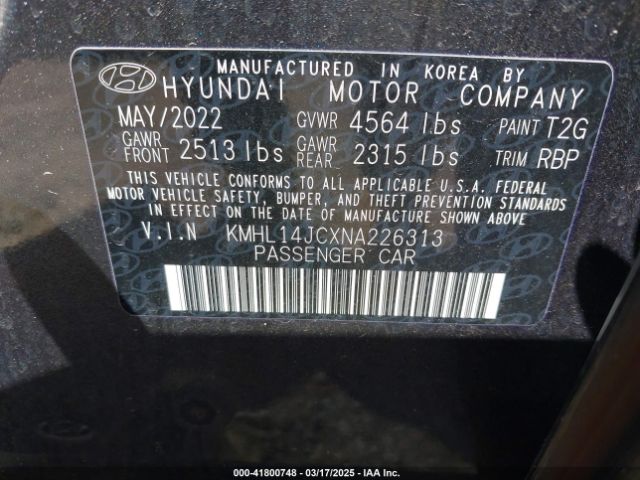 MANUFACTURED IN KOREA BY
HYUNDAI MOTOR COMPANY
MAY/2022 GVWR 4564 lbs PAINT T2G
GAWR FRONT 2513 lbs GAWR REAR 2315 lbs TRIM RBP
THIS VEHICLE CONFORMS TO ALL APPLICABLE U.S.A. FEDERAL
MOTOR VEHICLE SAFETY, BUMPER, AND THEFT PREVENTION STANDARDS
IN EFFECT ON THE DATE OF MANUFACTURE SHOWN ABOVE
V.I.N KMHL14JCXNA226313
PASSENGER CAR
000-41800748 - 03/17/2025 - IAA Inc.